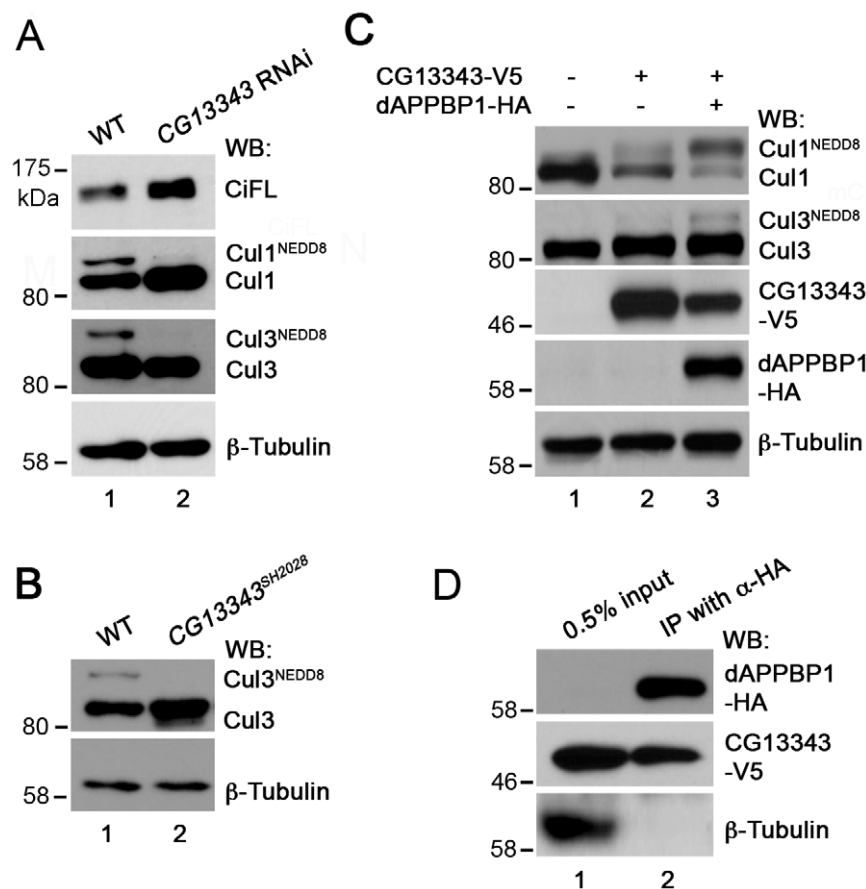 A
WT
CG13343 RNAi
WB:
175
kDa
CiFL
Cul1NEDD8
Cul1
80
Cul3NEDD8
Cul3
80
β-Tubulin
58
1 2
B
WT
CG13343SH2028
WB:
Cul3NEDD8
Cul3
80
β-Tubulin
58
1 2
C
CG13343-V5 - + +
dAPPBP1-HA - - +
WB:
Cul1NEDD8
Cul1
80
Cul3NEDD8
Cul3
80
CG13343
-V5
46
dAPPBP1
-HA
58
β-Tubulin
58
1 2 3
D
0.5% input
IP with α-HA
WB:
dAPPBP1
-HA
58
CG13343
-V5
46
β-Tubulin
58
1 2